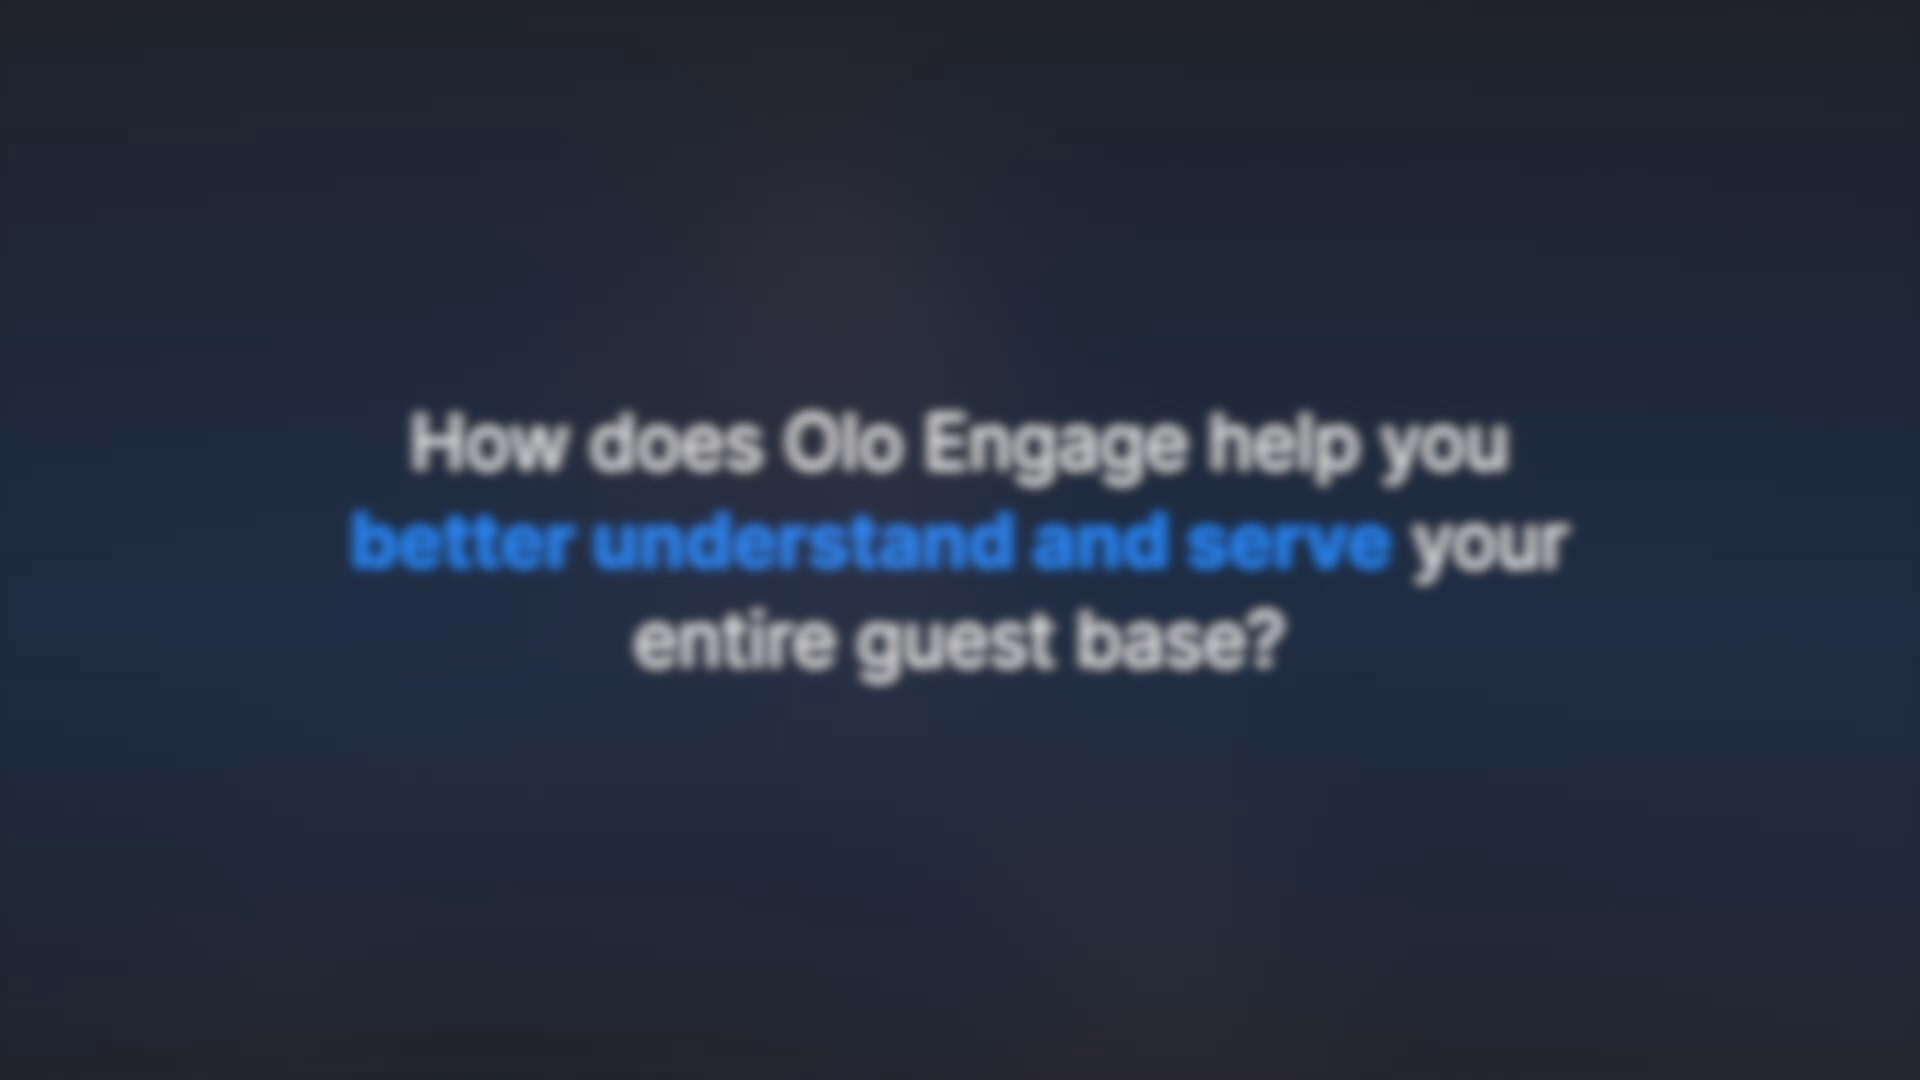 How does Olo Engage help you
better understand and serve your
entire guest base?